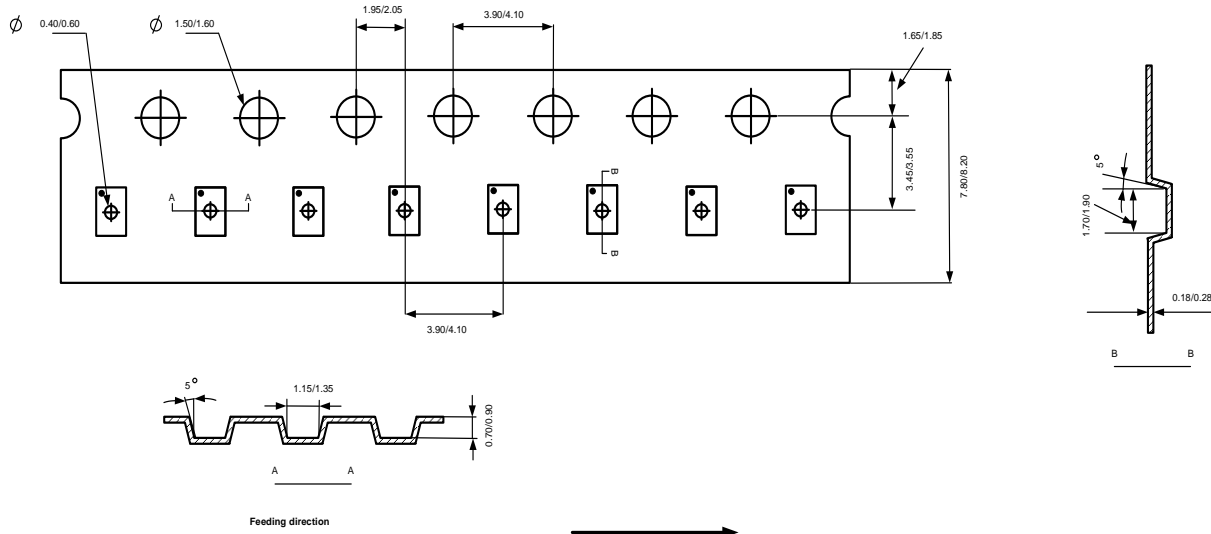 1.95/2.05
3.90/4.10
ϕ 0.40/0.60
ϕ 1.50/1.60
1.65/1.85
3.45/3.55
7.80/8.20
A A
B
B
3.90/4.10
5°
1.70/1.90
0.18/0.28
B B
5°
1.15/1.35
0.70/0.90
A A
Feeding direction